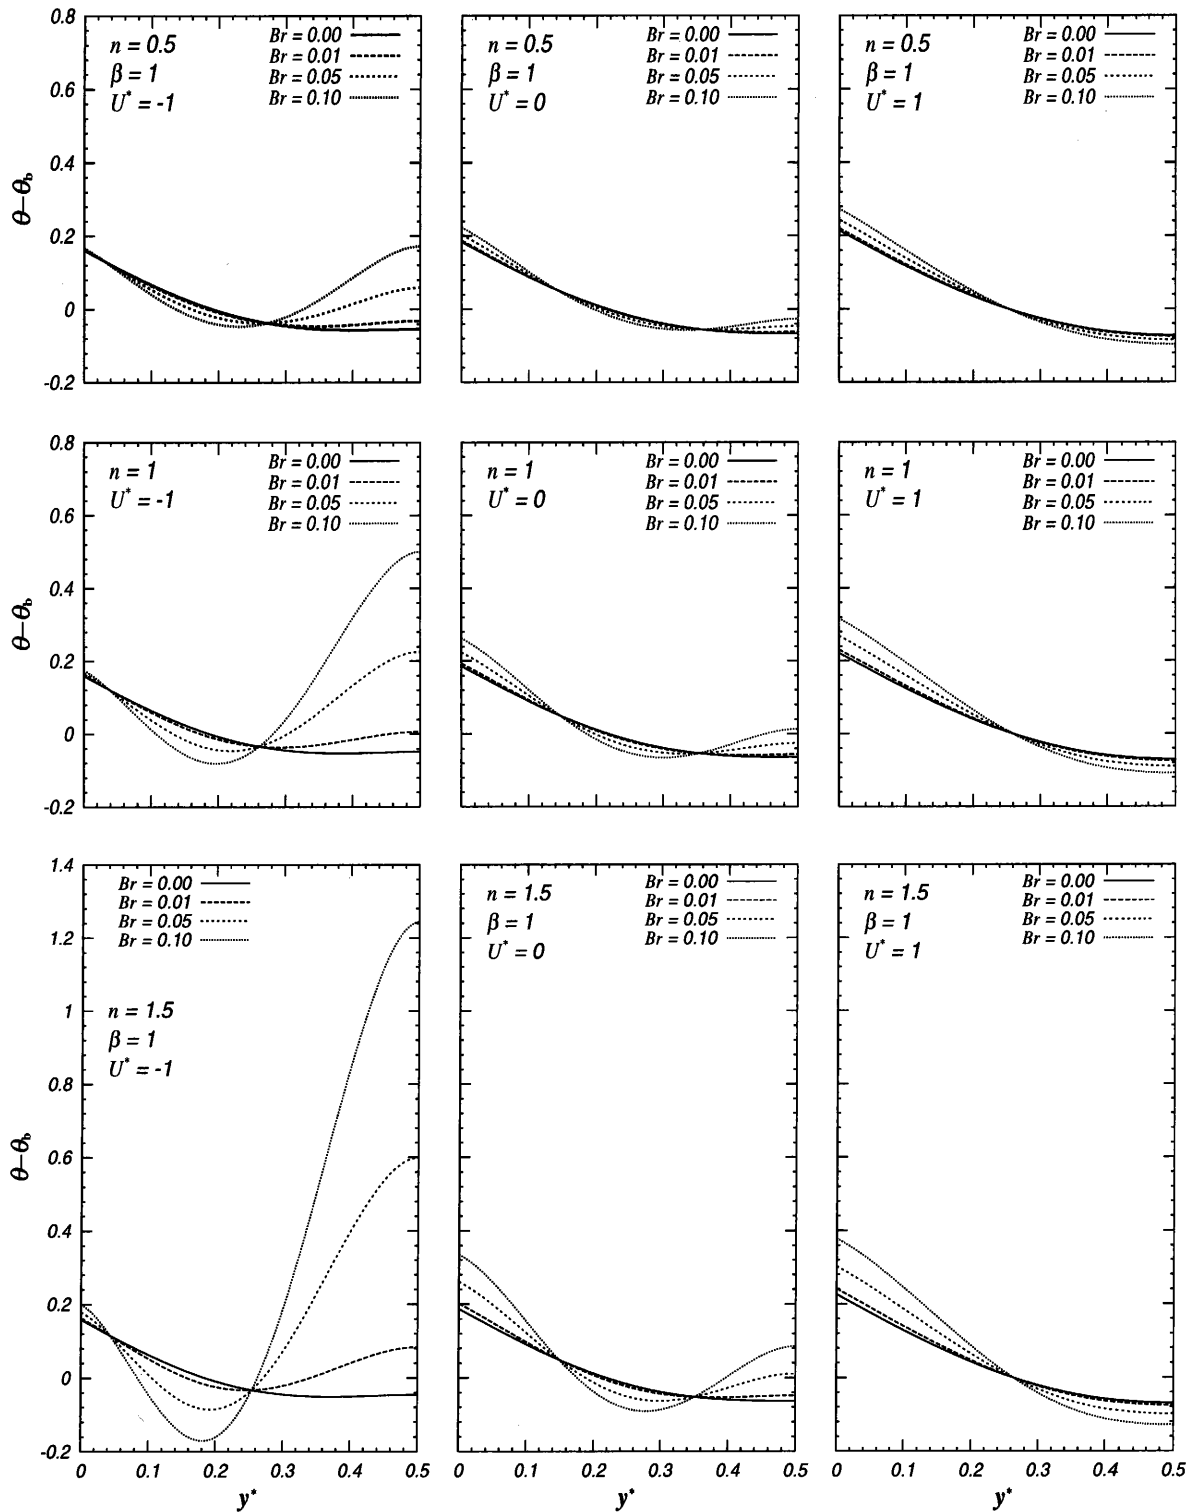 0.8
0.6
0.4
0.2
0
-0.2
θ–θb
n = 0.5
β = 1
U* = -1
Br = 0.00
Br = 0.01
Br = 0.05
Br = 0.10
n = 0.5
β = 1
U* = 0
Br = 0.00
Br = 0.01
Br = 0.05
Br = 0.10
n = 0.5
β = 1
U* = 1
Br = 0.00
Br = 0.01
Br = 0.05
Br = 0.10
0.8
0.6
0.4
0.2
0
-0.2
θ–θb
n = 1
U* = -1
Br = 0.00
Br = 0.01
Br = 0.05
Br = 0.10
n = 1
U* = 0
Br = 0.00
Br = 0.01
Br = 0.05
Br = 0.10
n = 1
U* = 1
Br = 0.00
Br = 0.01
Br = 0.05
Br = 0.10
1.4
1.2
1
0.8
0.6
0.4
0.2
0
-0.2
θ–θb
Br = 0.00
Br = 0.01
Br = 0.05
Br = 0.10
n = 1.5
β = 1
U* = -1
n = 1.5
β = 1
U* = 0
Br = 0.00
Br = 0.01
Br = 0.05
Br = 0.10
n = 1.5
β = 1
U* = 1
Br = 0.00
Br = 0.01
Br = 0.05
Br = 0.10
0 0.1 0.2 0.3 0.4 0.5
y*
0 0.1 0.2 0.3 0.4 0.5
y*
0 0.1 0.2 0.3 0.4 0.5
y*